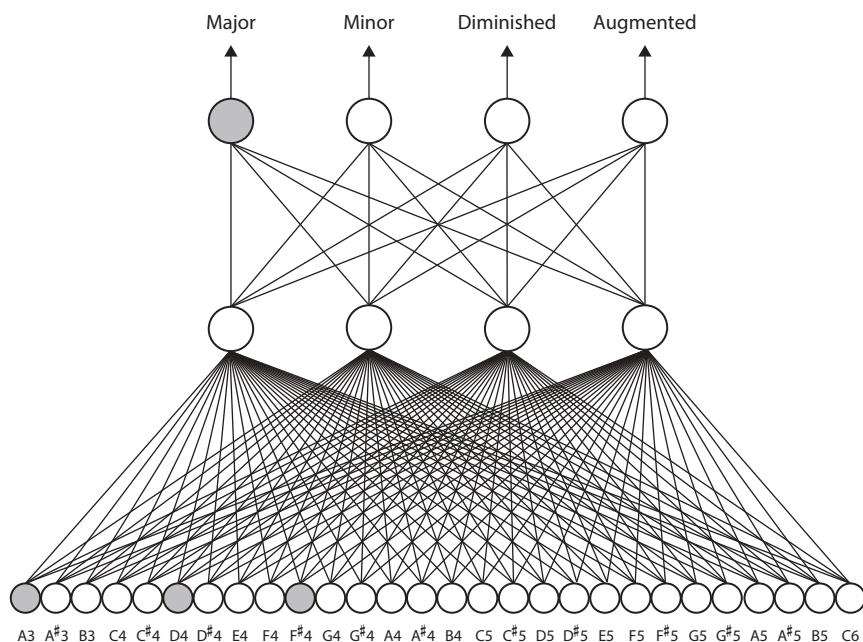 Major Minor Diminished Augmented
A3 A♯3 B3 C4 C♯4 D4 D♯4 E4 F4 F♯4 G4 G♯4 A4 A♯4 B4 C5 C♯5 D5 D♯5 E5 F5 F♯5 G5 G♯5 A5 A♯5 B5 C6